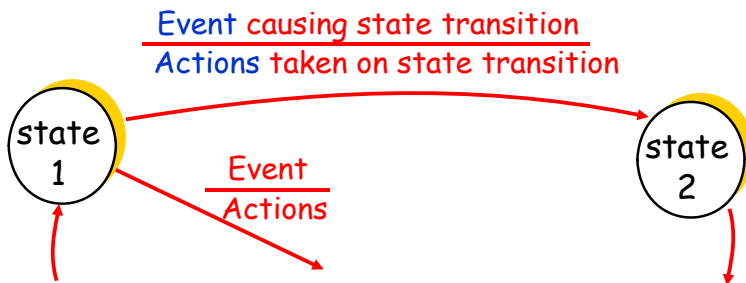 Event causing state transition
Actions taken on state transition
state
1
state
2
Event
Actions